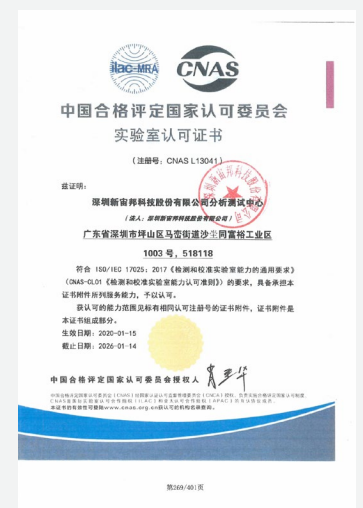 ilac-MRA
CNAS
中国合格评定国家认可委员会
实验室认可证书
(注册号: CNAS L13041)
兹证明:
深圳新宙邦科技股份有限公司分析测试中心
(法人: 深圳新宙邦科技股份有限公司)
广东省深圳市坪山区马峦街道沙坐同富裕工业区
1003 号, 518118
符合 ISO/IEC 17025: 2017《检测和校准实验室能力的通用要求》
(CNAS-CL01《检测和校准实验室能力认可准则》) 的要求, 具备承担本
证书附件所列服务能力, 予以认可。
获认可的能力范围见标有相同认可注册号的证书附件, 证书附件是
本证书组成部分。
生效日期: 2020-01-15
截止日期: 2026-01-14
中国合格评定国家认可委员会授权人
本证书的有效性可登陆www.cnas.org.cn获认可的机构名录查询。
第269/401页